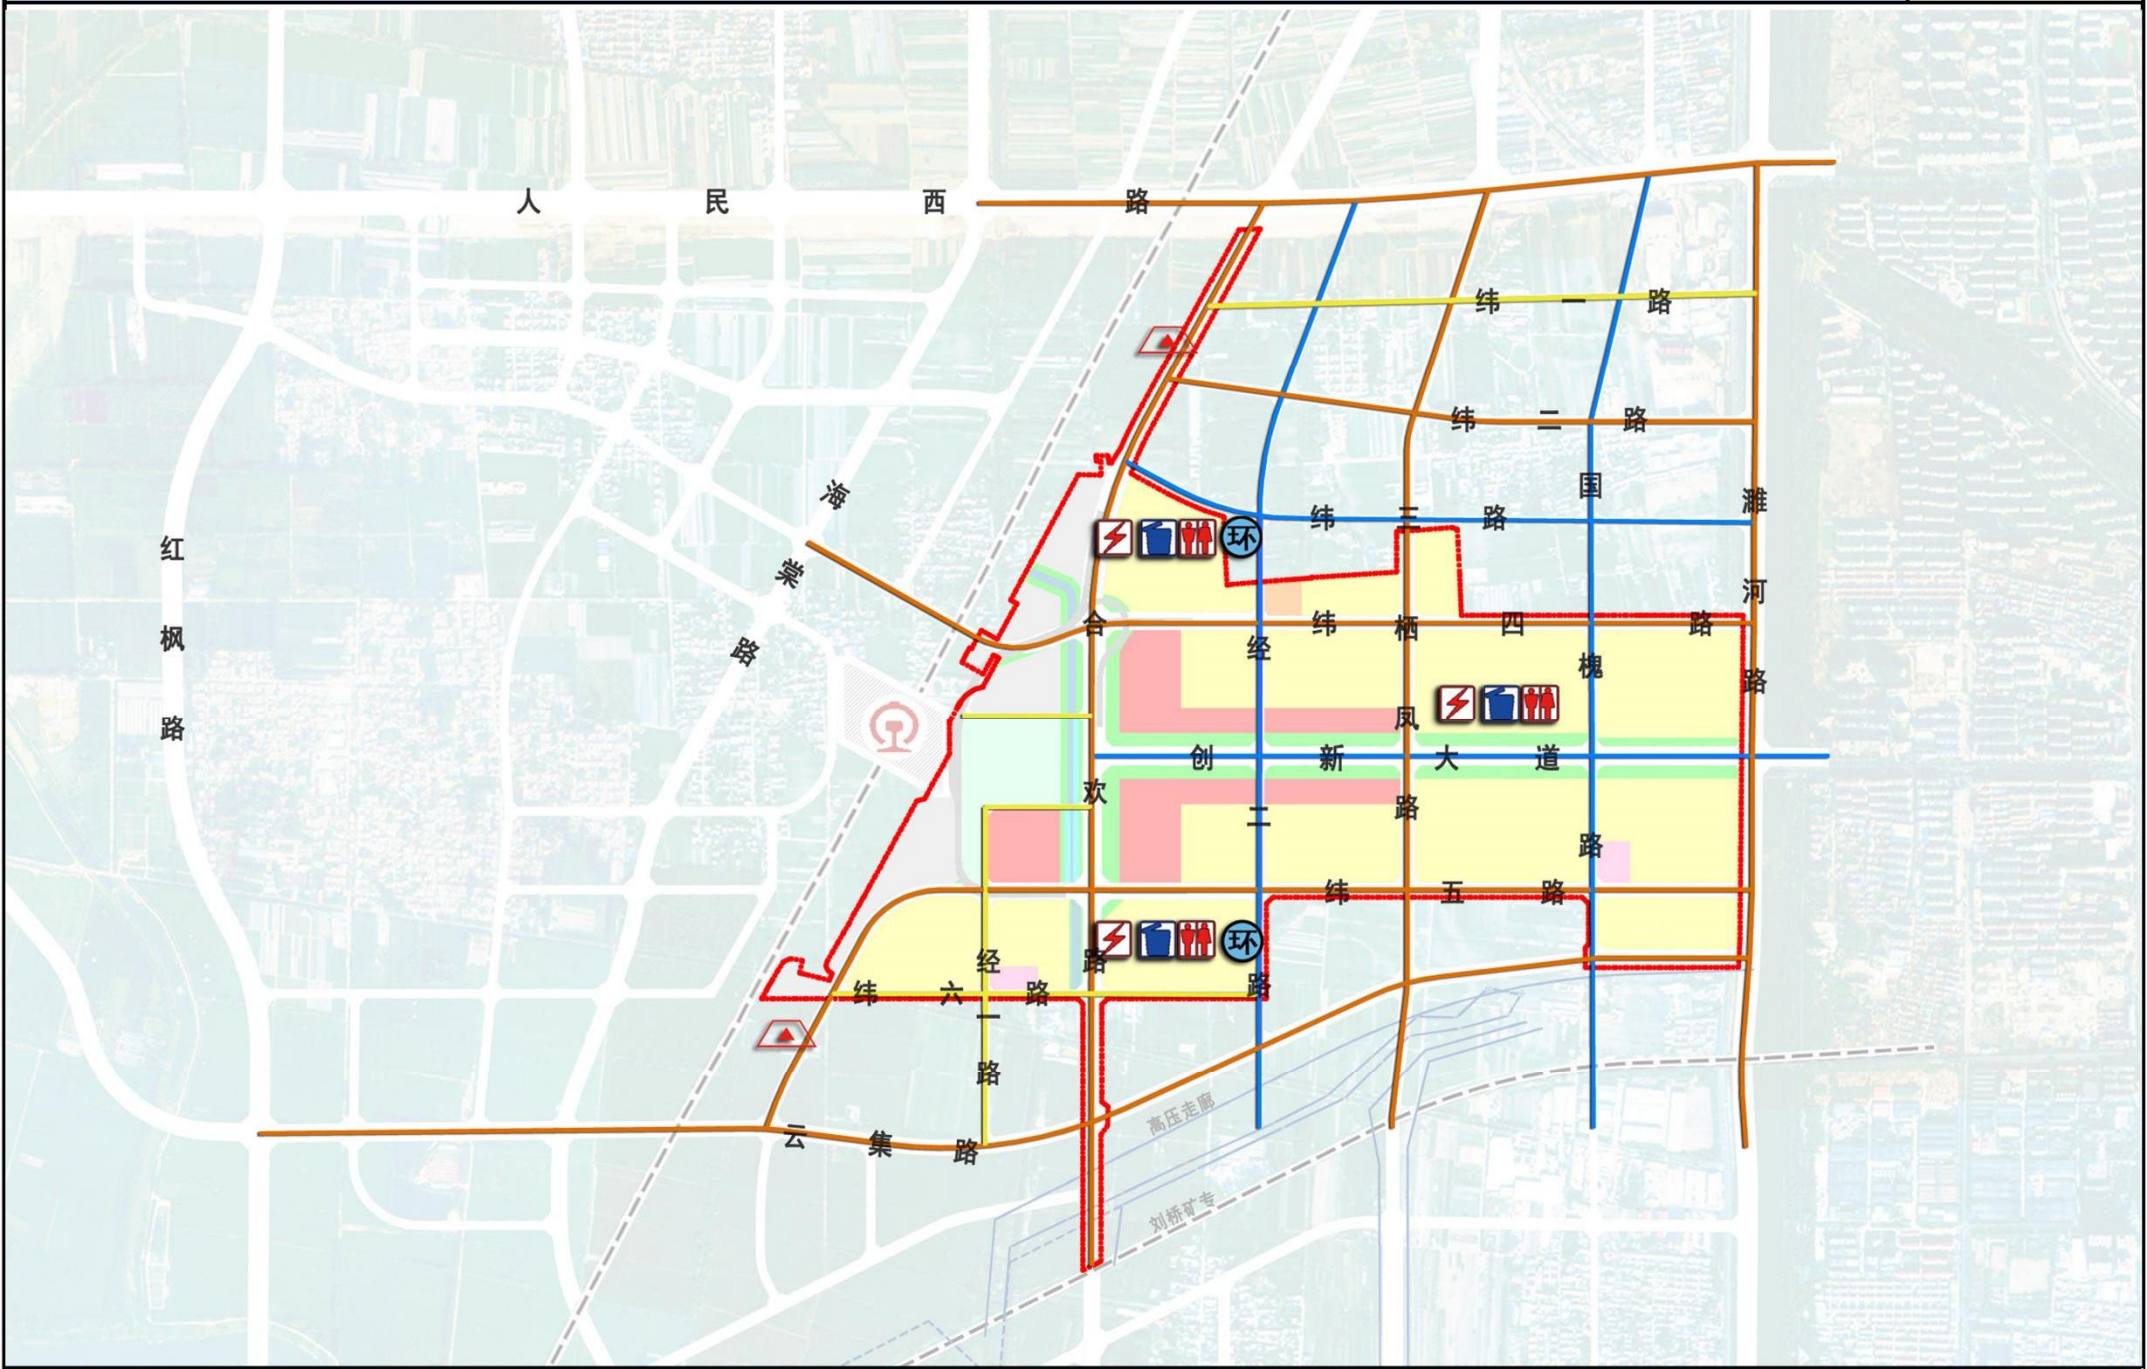 人民西路
纬一路
纬二路
海棠路
红枫路
国槐路
濉河路
纬三路
环
合欢路
纬四路
栖凤路
经二路
创新大道
纬五路
环
经一路
纬六路
云集路
高压走廊
刘桥矿专